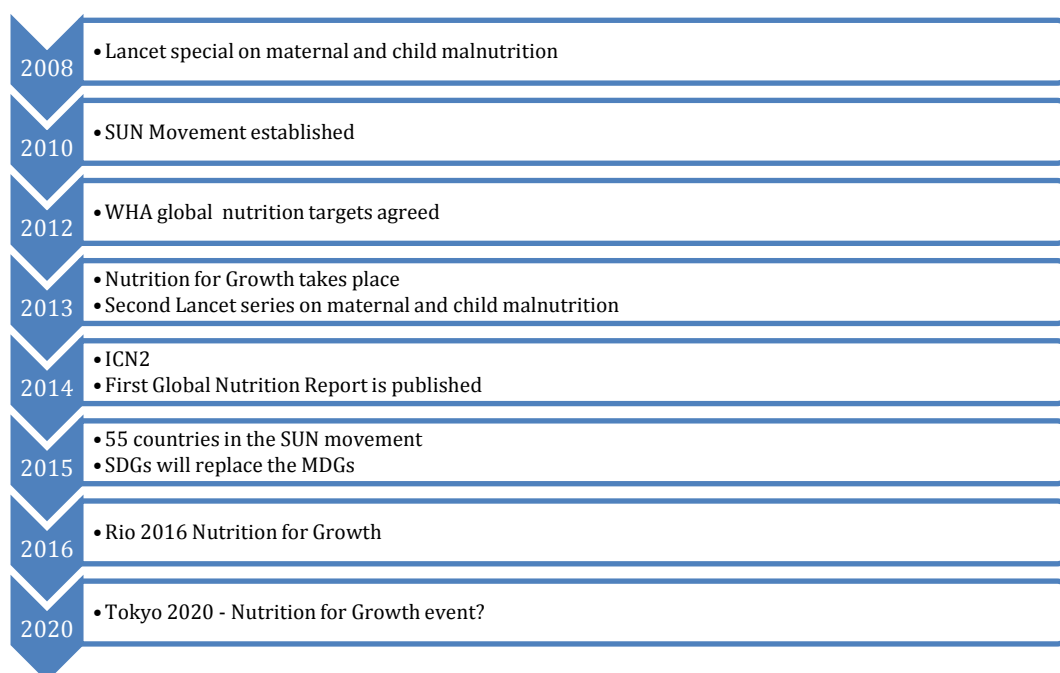 2008
• Lancet special on maternal and child malnutrition
2010
• SUN Movement established
2012
• WHA global nutrition targets agreed
2013
• Nutrition for Growth takes place
• Second Lancet series on maternal and child malnutrition
2014
• ICN2
• First Global Nutrition Report is published
2015
• 55 countries in the SUN movement
• SDGs will replace the MDGs
2016
• Rio 2016 Nutrition for Growth
2020
• Tokyo 2020 - Nutrition for Growth event?